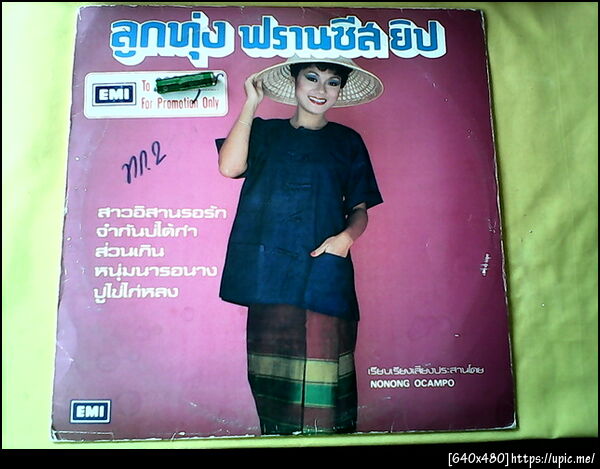 ลูกทุ่ง ฟรานซีส ยิป
EMI
To
For Promotion Only
ทก.2
สาวอิสานรอรัก
จำกันบ่ได้กา
ส่วนเกิน
หนุ่มนารอนาง
ปูไข่ไก่หลง
เรียบเรียงเสียงประสานโดย
NONONG OCAMPO
EMI
[640x480]https://upic.me/